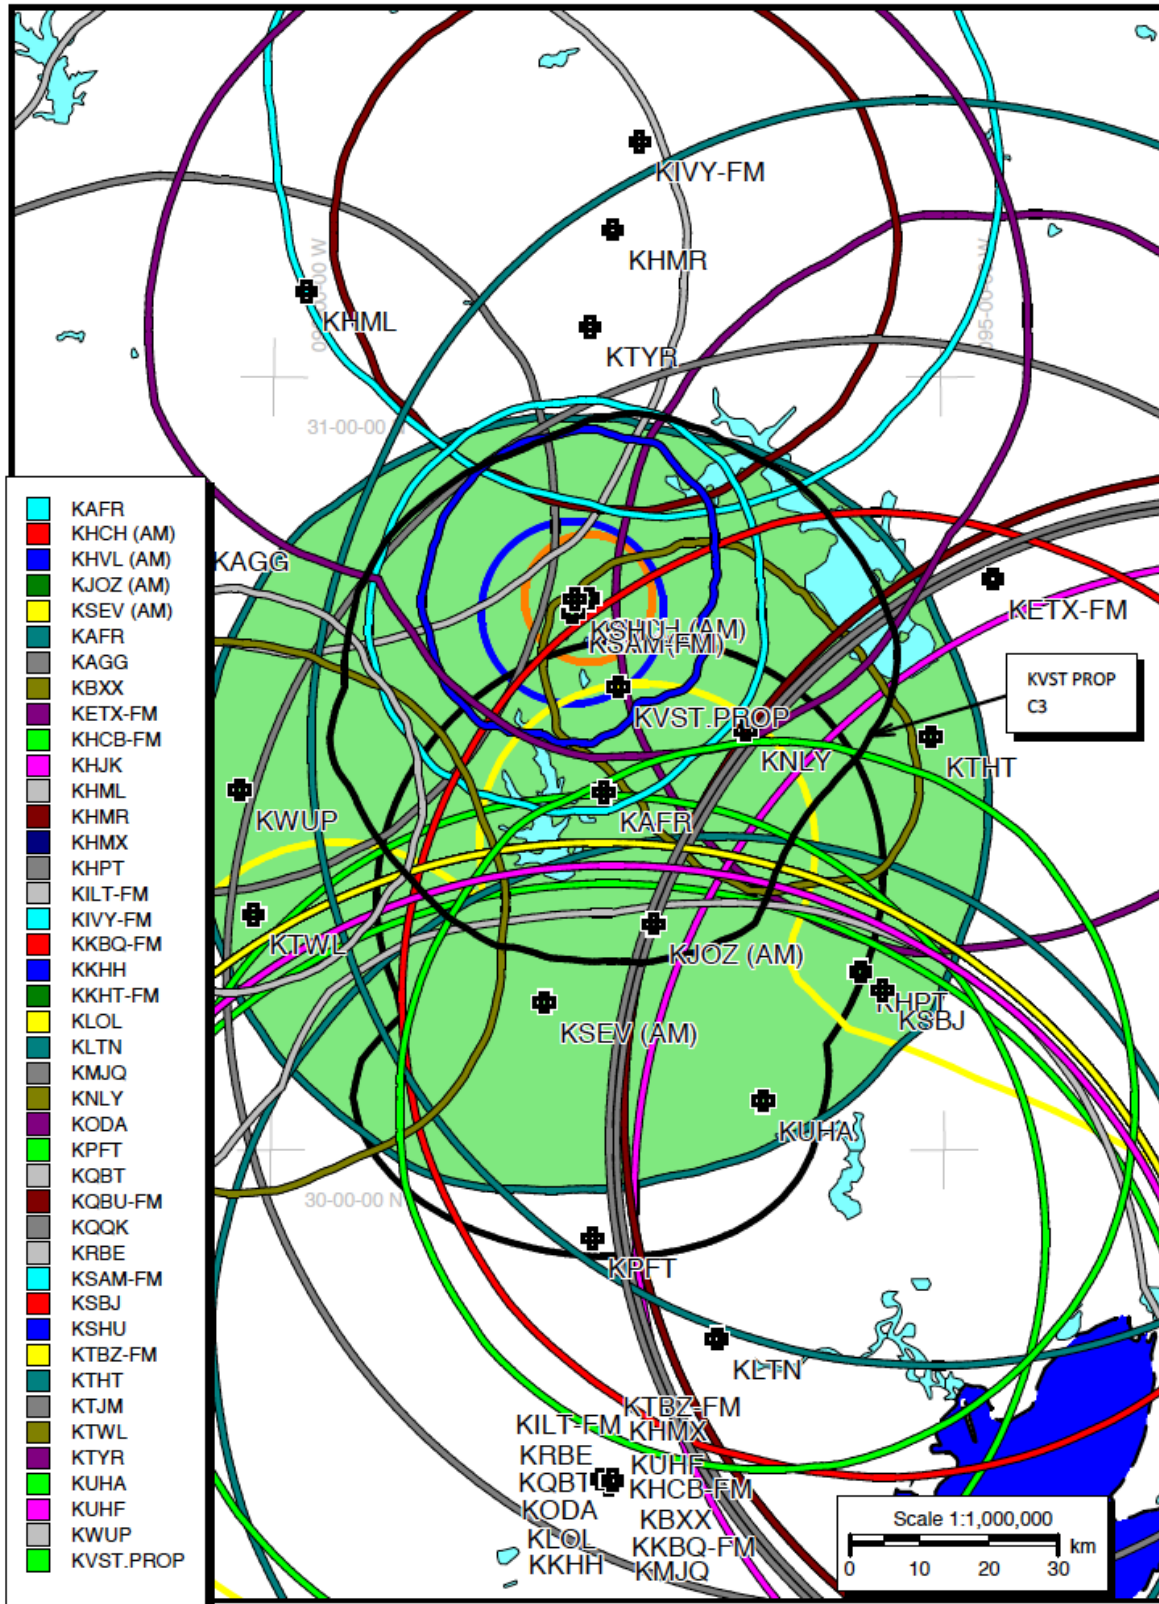 KIVY-FM
KHMR
KHML
KTYR
095-00-00 W
31-00-00 N
KAGG
KETX-FM
KSHU
(AM)
KSAM-(FM)
KVST.PROP
KVST PROP
C3
KNLY
KTHT
KWUP
KAFR
KTWL
KJOZ (AM)
KHPT
KSBJ
KSEV (AM)
KUHA
30-00-00 N
KPFT
KLTN
KTBZ-FM
KILT-FM
KHMX
KRBE
KUHF
KQBT
KHCB-FM
KODA
KBXX
KLOL
KKBQ-FM
KKHH
KMJQ
KAFR
KHCH (AM)
KHVL (AM)
KJOZ (AM)
KSEV (AM)
KAFR
KAGG
KBXX
KETX-FM
KHCB-FM
KHJK
KHML
KHMR
KHMX
KHPT
KILT-FM
KIVY-FM
KKBQ-FM
KKHH
KKHT-FM
KLOL
KLTN
KMJQ
KNLY
KODA
KPFT
KQBT
KQBU-FM
KQQK
KRBE
KSAM-FM
KSBJ
KSHU
KTBZ-FM
KTHT
KTJM
KTWL
KTYR
KUHA
KUHF
KWUP
KVST.PROP
Scale 1:1,000,000
km
0 10 20 30